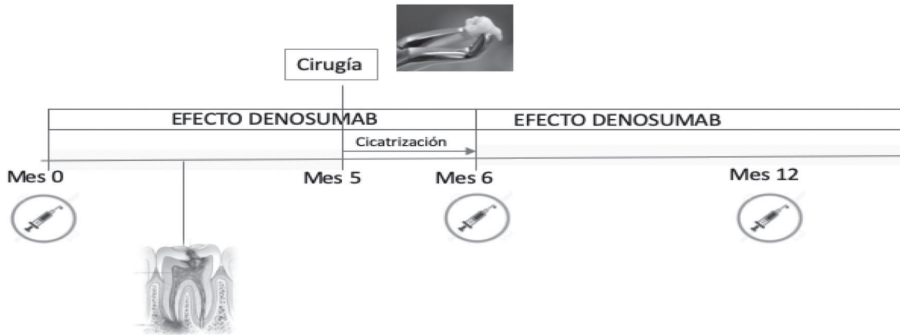 Cirugía
EFECTO DENOSUMAB EFECTO DENOSUMAB
Cicatrización
Mes 0 Mes 5 Mes 6 Mes 12